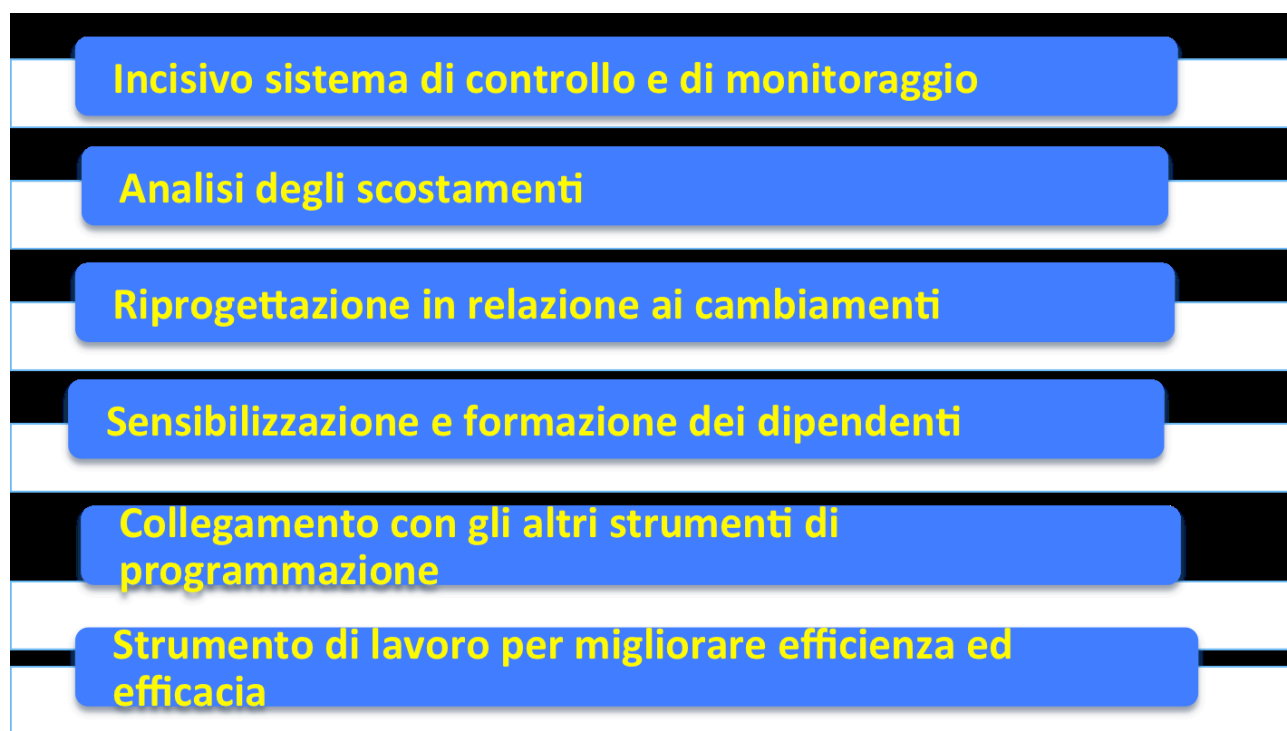 Incisivo sistema di controllo e di monitoraggio
Analisi degli scostamenti
Riprogettazione in relazione ai cambiamenti
Sensibilizzazione e formazione dei dipendenti
Collegamento con gli altri strumenti di
programmazione
Strumento di lavoro per migliorare efficienza ed
efficacia